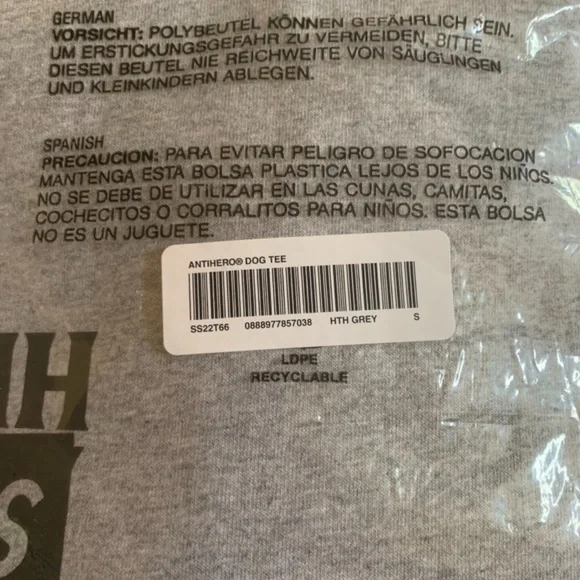 GERMAN
VORSICHT: POLYBEUTEL KÖNNEN GEFÄHRLICH SEIN.
UM ERSTICKUNGSGEFAHR ZU VERMEIDEN, BITTE
DIESEN BEUTEL NIE REICHWEITE VON SÄUGLINGEN
UND KLEINKINDERN ABLEGEN.
SPANISH
PRECAUCION: PARA EVITAR PELIGRO DE SOFOCACION
MANTENGA ESTA BOLSA PLASTICA LEJOS DE LOS NIÑOS.
NO SE DEBE DE UTILIZAR EN LAS CUNAS, CAMITAS,
COCHECITOS O CORRALITOS PARA NIÑOS. ESTA BOLSA
NO ES UN JUGUETE.
ANTIHERO® DOG TEE
SS22T66 0888977857038 HTH GREY S
LDPE
RECYCLABLE